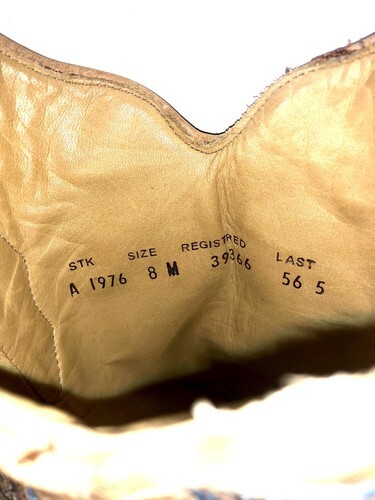 STK SIZE REGISTRED LAST
A 1976 8 M 39366 56 5